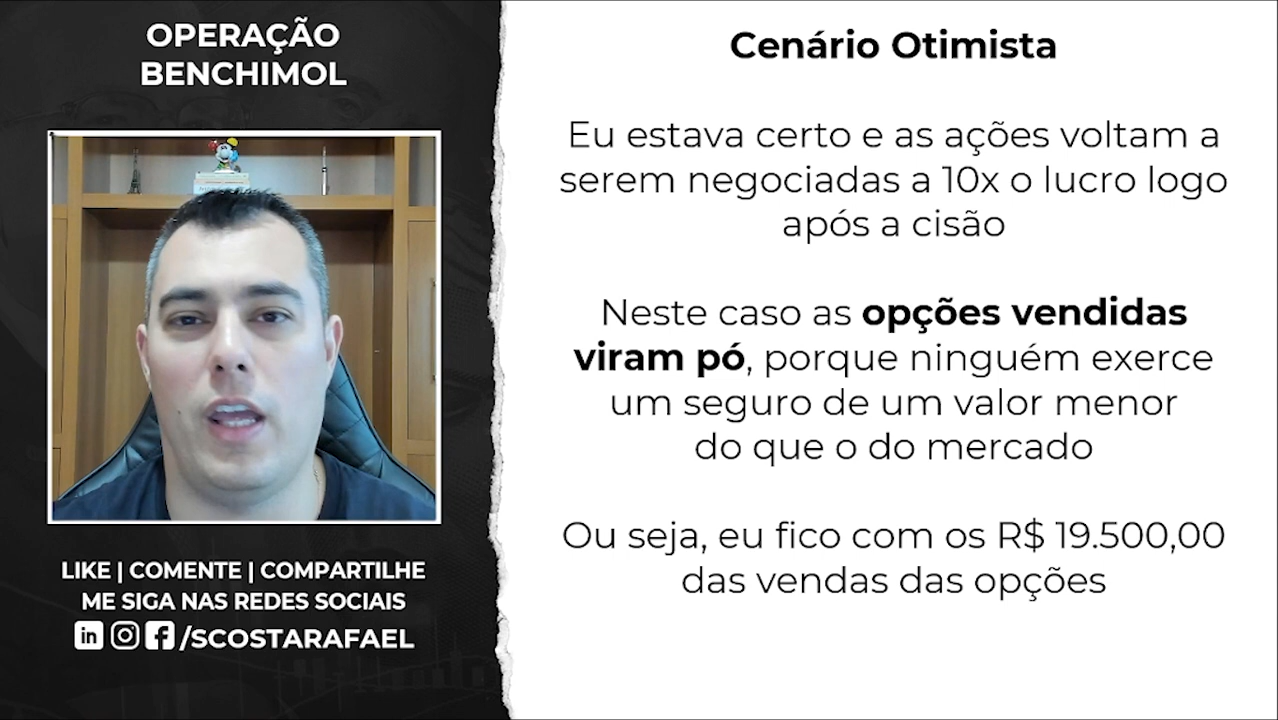 OPERAÇÃO
BENCHIMOL
LIKE | COMENTE | COMPARTILHE
ME SIGA NAS REDES SOCIAIS
in /SCOSTARAFAEL
Cenário Otimista
Eu estava certo e as ações voltam a
serem negociadas a 10x o lucro logo
após a cisão
Neste caso as opções vendidas
viram pó, porque ninguém exerce
um seguro de um valor menor
do que o do mercado
Ou seja, eu fico com os R$ 19.500,00
das vendas das opções